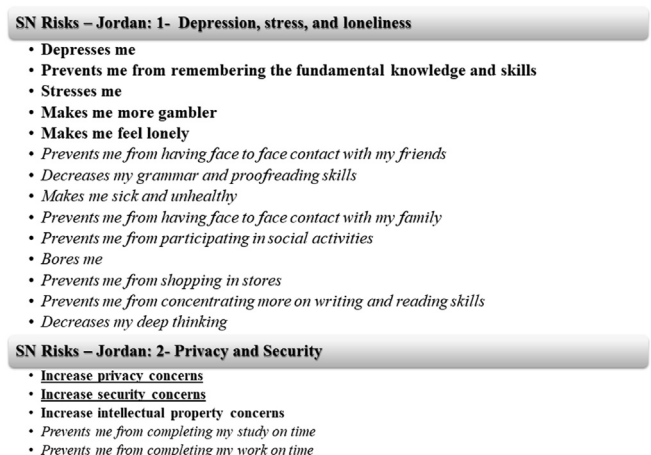 SN Risks – Jordan: 1- Depression, stress, and loneliness
• Depresses me
• Prevents me from remembering the fundamental knowledge and skills
• Stresses me
• Makes me more gambler
• Makes me feel lonely
• Prevents me from having face to face contact with my friends
• Decreases my grammar and proofreading skills
• Makes me sick and unhealthy
• Prevents me from having face to face contact with my family
• Prevents me from participating in social activities
• Bores me
• Prevents me from shopping in stores
• Prevents me from concentrating more on writing and reading skills
• Decreases my deep thinking
SN Risks – Jordan: 2- Privacy and Security
• Increase privacy concerns
• Increase security concerns
• Increase intellectual property concerns
• Prevents me from completing my study on time
• Prevents me from completing my work on time